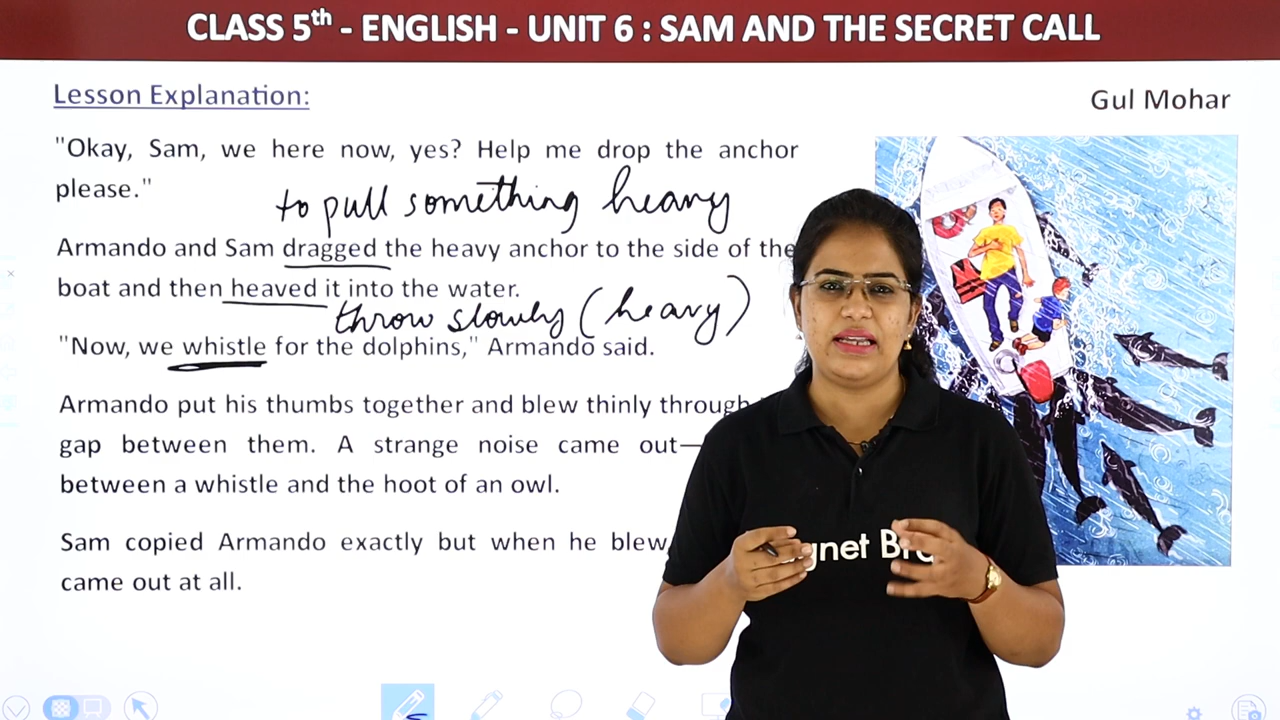 CLASS 5th - ENGLISH - UNIT 6 : SAM AND THE SECRET CALL
Lesson Explanation:
Gul Mohar
"Okay, Sam, we here now, yes? Help me drop the anchor
please."
to pull something heavy
Armando and Sam dragged the heavy anchor to the side of the
boat and then heaved it into the water.
throw slowly (heavy)
"Now, we whistle for the dolphins," Armando said.
Armando put his thumbs together and blew thinly through
gap between them. A strange noise came out—
between a whistle and the hoot of an owl.
Sam copied Armando exactly but when he blew,
came out at all.